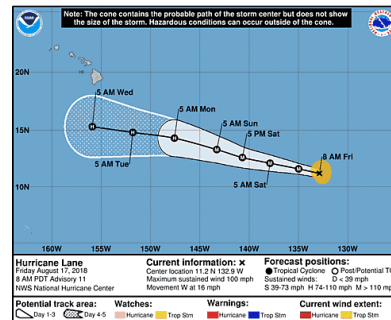 Note: The cone contains the probable path of the storm center but does not show
the size of the storm. Hazardous conditions can occur outside of the cone.
20N
15N
10N
5 AM Wed
5 AM Mon
5 AM Sun
5 PM Sat
8 AM Fri
5 AM Tue
5 AM Sat
H
H
H
H
H
H
H
160W
155W
150W
145W
140W
135W
130W
Hurricane Lane
Friday August 17, 2018
8 AM PDT Advisory 11
NWS National Hurricane Center
Current information: ×
Center location 11.2 N 132.9 W
Maximum sustained wind 100 mph
Movement W at 16 mph
Forecast positions:
Tropical Cyclone Post/Potential TC
Sustained winds: D < 39 mph
S 39-73 mph H 74-110 mph M > 110 mph
Potential track area:
Day 1-3 Day 4-5
Watches:
Hurricane Trop Stm
Warnings:
Hurricane Trop Stm
Current wind extent:
Hurricane Trop Stm